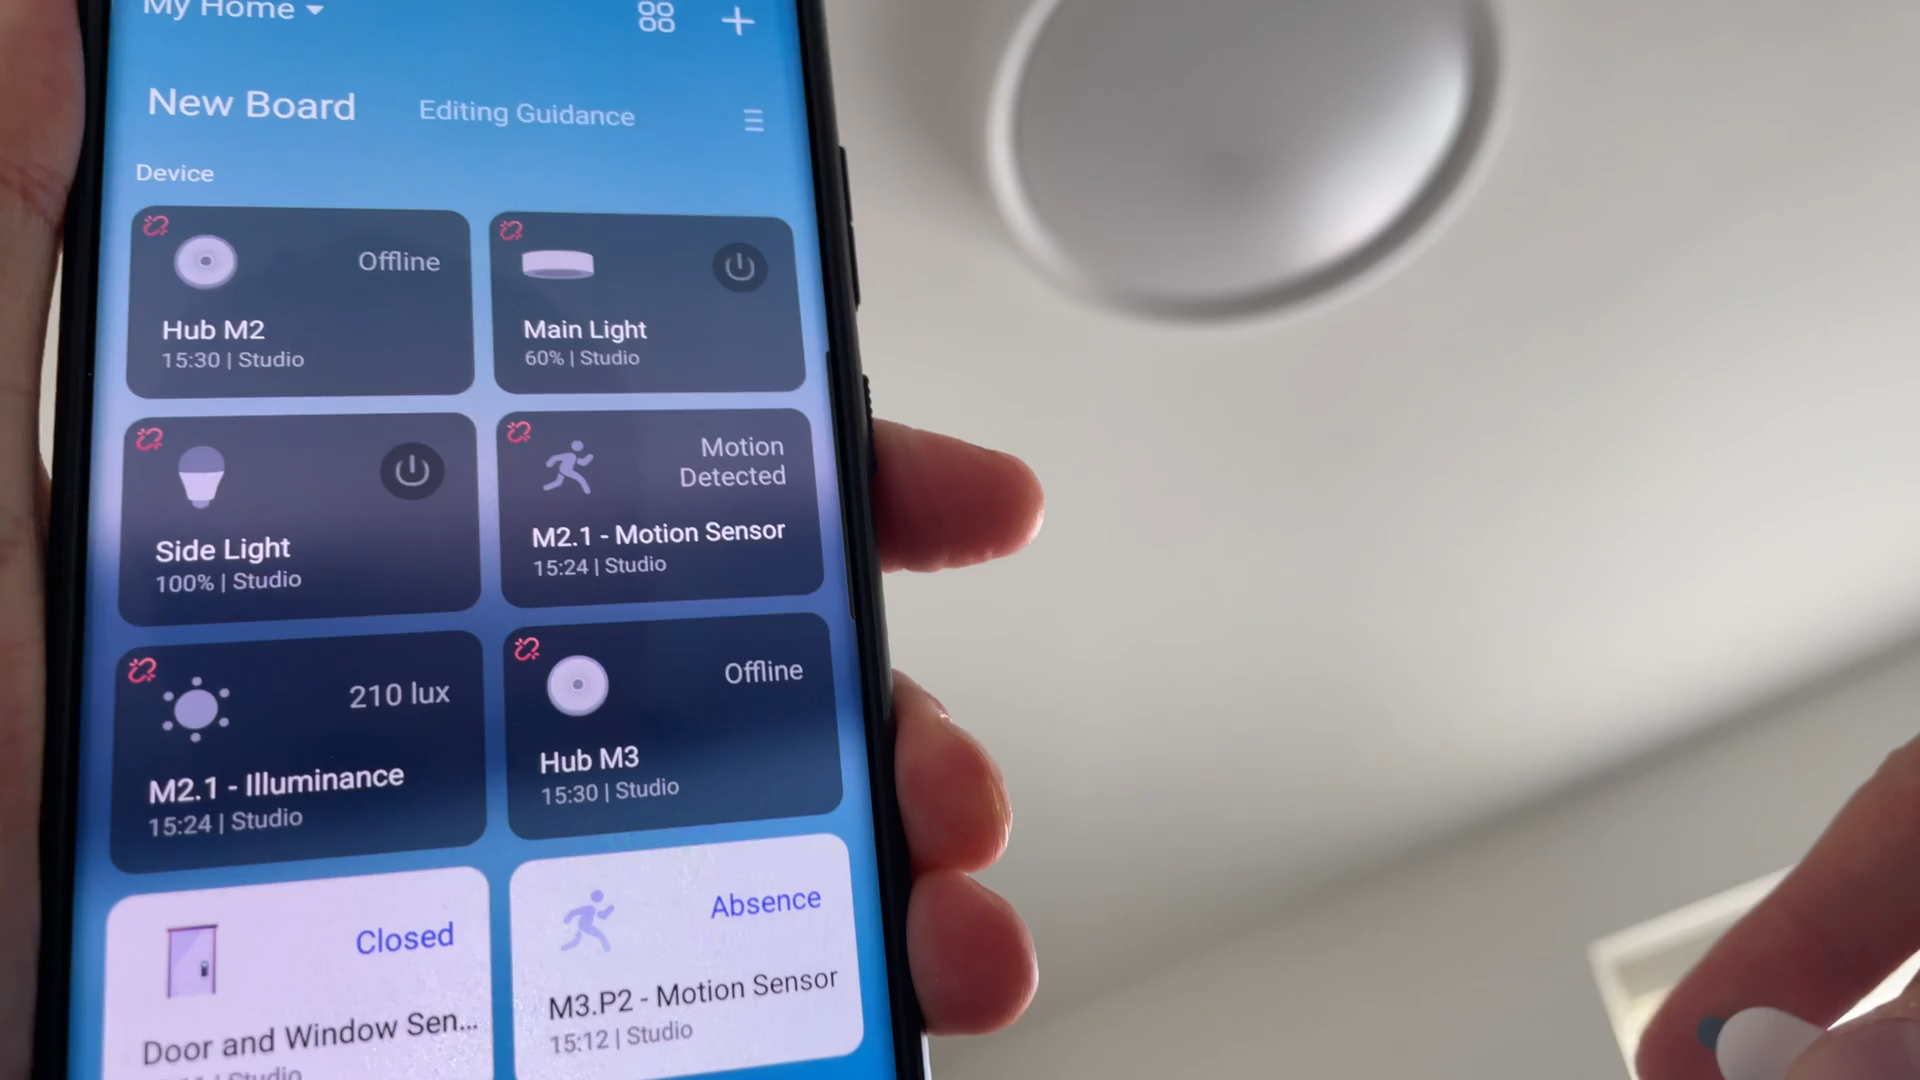 My Home
New Board
Editing Guidance
Device
Offline
Hub M2
15:30 | Studio
Main Light
60% | Studio
Side Light
100% | Studio
Motion
Detected
M2.1 - Motion Sensor
15:24 | Studio
210 lux
M2.1 - Illuminance
15:24 | Studio
Offline
Hub M3
15:30 | Studio
Closed
Door and Window Sen...
Studio
Absence
M3.P2 - Motion Sensor
15:12 | Studio